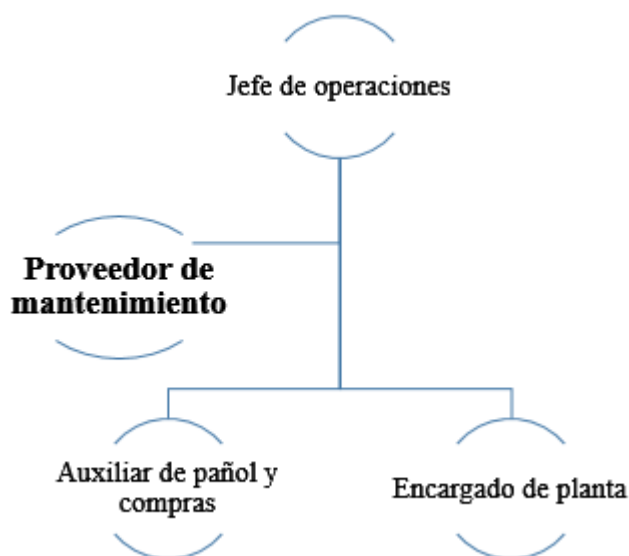 Jefe de operaciones
Proveedor de
mantenimiento
Auxiliar de pañol y
compras
Encargado de planta